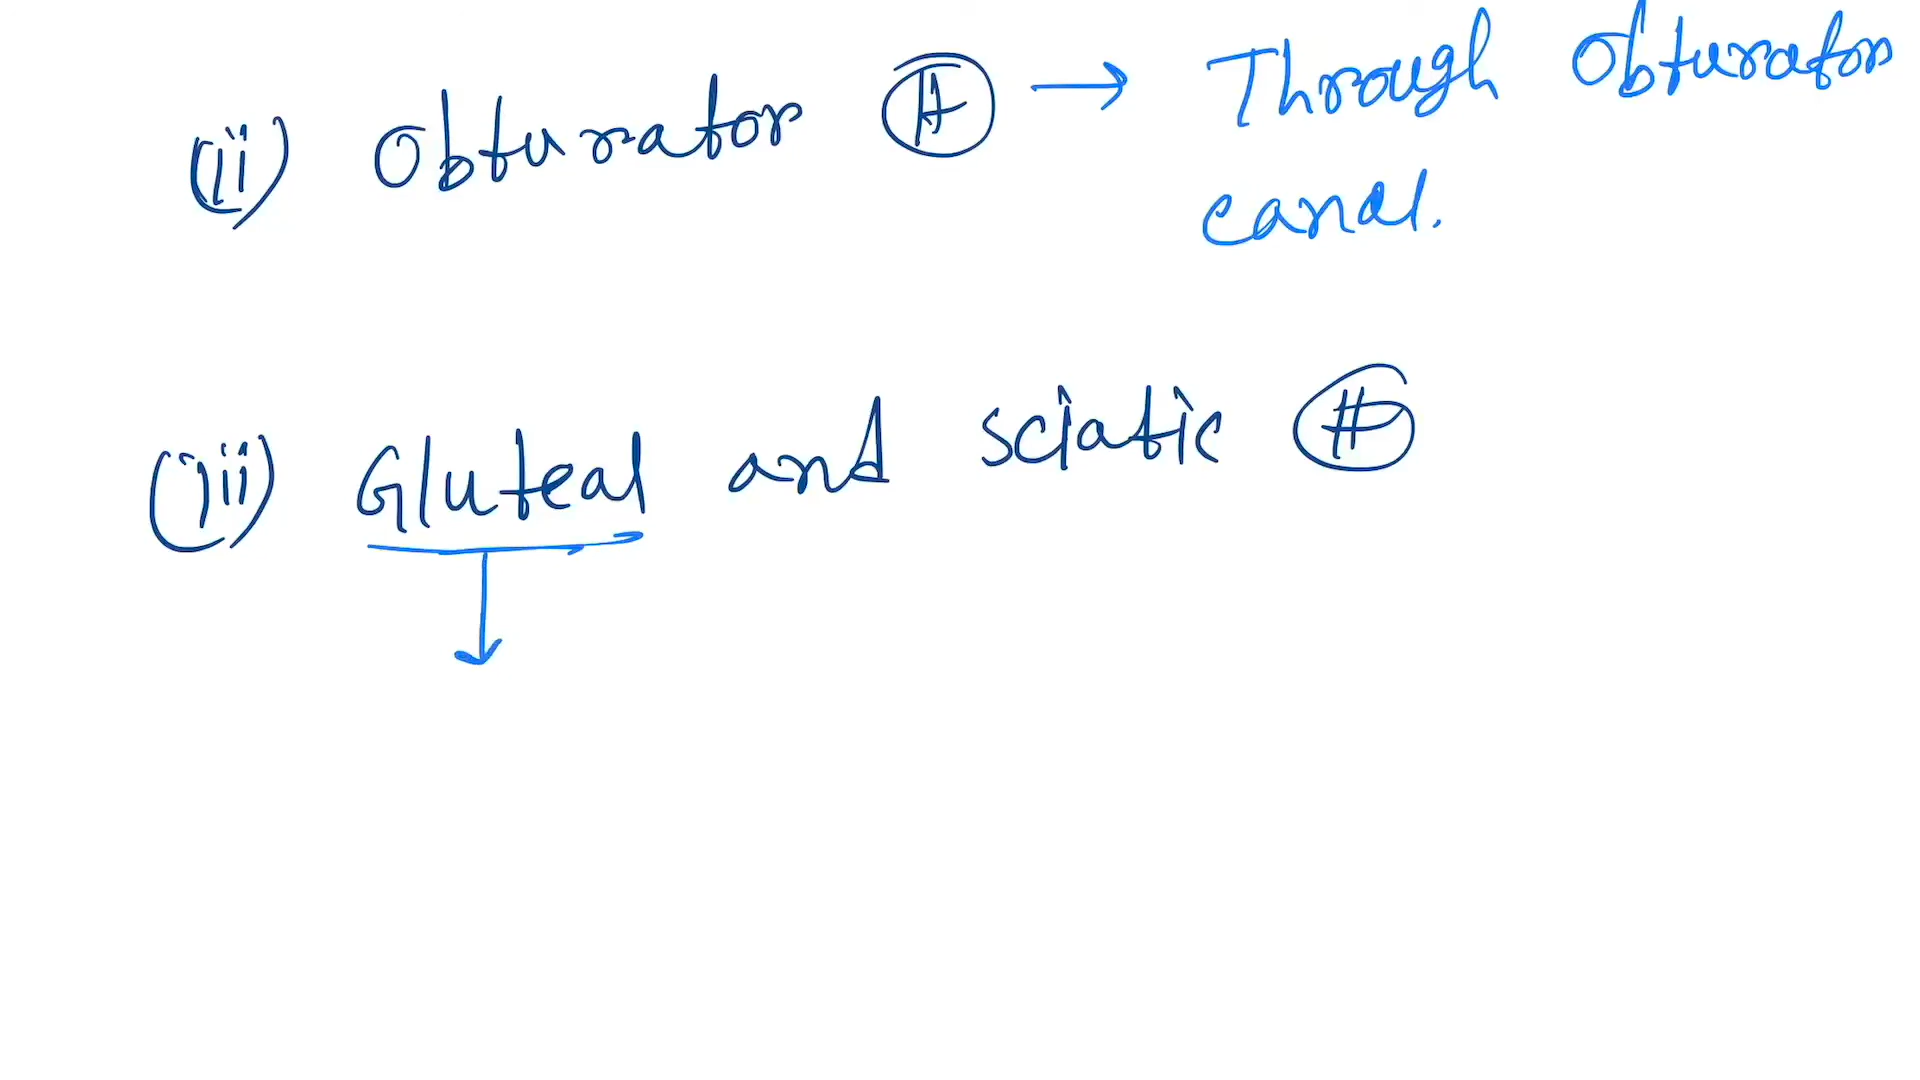 (ii) Obturator H → Through Obturator
canal.
(iii) Gluteal and sciatic H